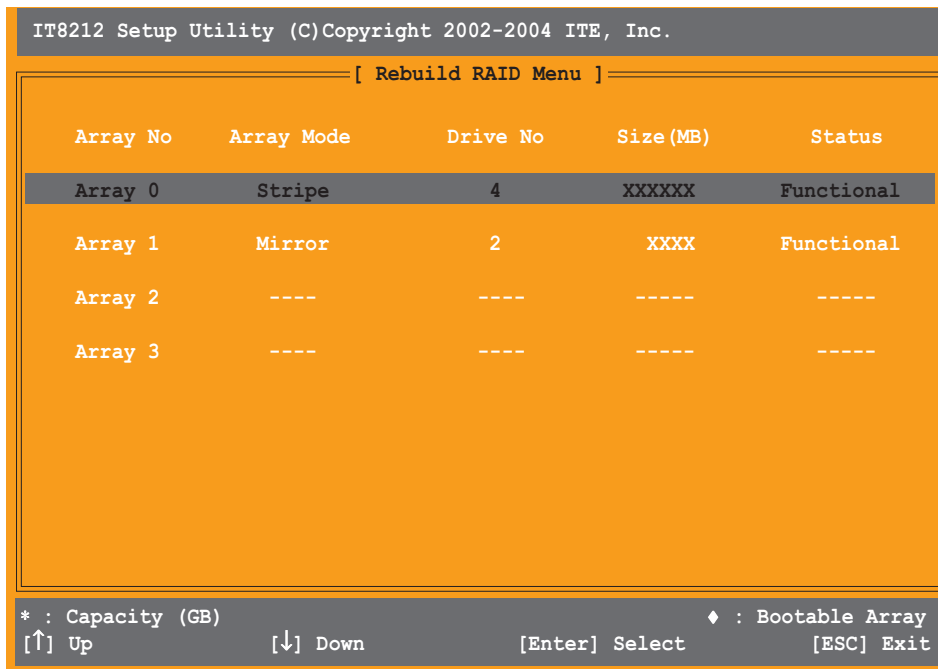 IT8212 Setup Utility (C)Copyright 2002-2004 ITE, Inc.
[ Rebuild RAID Menu ]
Array No Array Mode Drive No Size(MB) Status
Array 0 Stripe 4 XXXXXX Functional
Array 1 Mirror 2 XXXX Functional
Array 2 ---- ---- ----- -----
Array 3 ---- ---- ----- -----
* : Capacity (GB) ♦ : Bootable Array
[↑] Up [↓] Down [Enter] Select [ESC] Exit